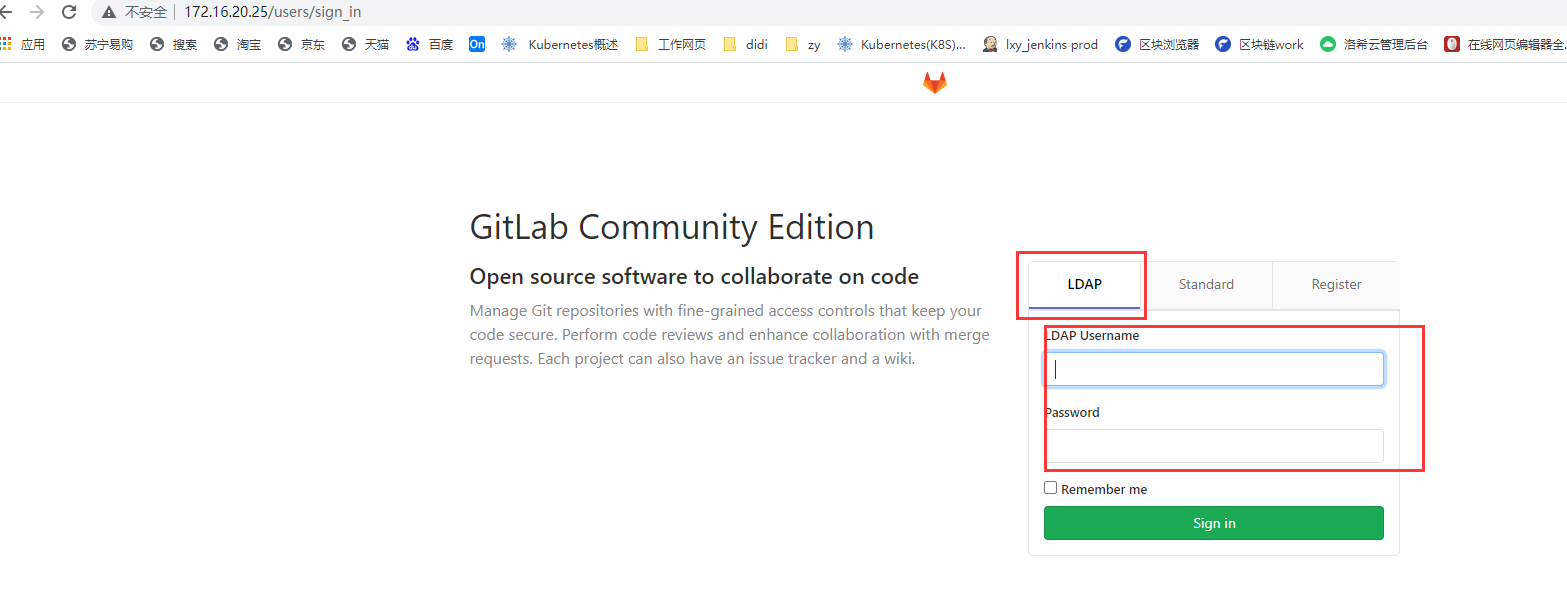 不安全 172.16.20.25/users/sign_in
应用 苏宁易购 搜索 淘宝 京东 天猫 百度 On Kubernetes概述 工作网页 didi zy Kubernetes(K8S)... lxy_jenkins prod 区块浏览器 区块链work 洛希云管理后台 在线网页编辑器全...
GitLab Community Edition
Open source software to collaborate on code
Manage Git repositories with fine-grained access controls that keep your
code secure. Perform code reviews and enhance collaboration with merge
requests. Each project can also have an issue tracker and a wiki.
LDAP Standard Register
LDAP Username
Password
Remember me
Sign in